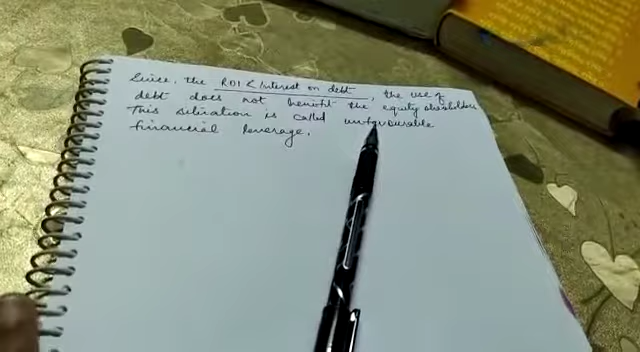 Since, the ROI < Interest on debt, the use of
debt does not benefit the equity shareholders
This situation is called unfavourable
financial leverage.